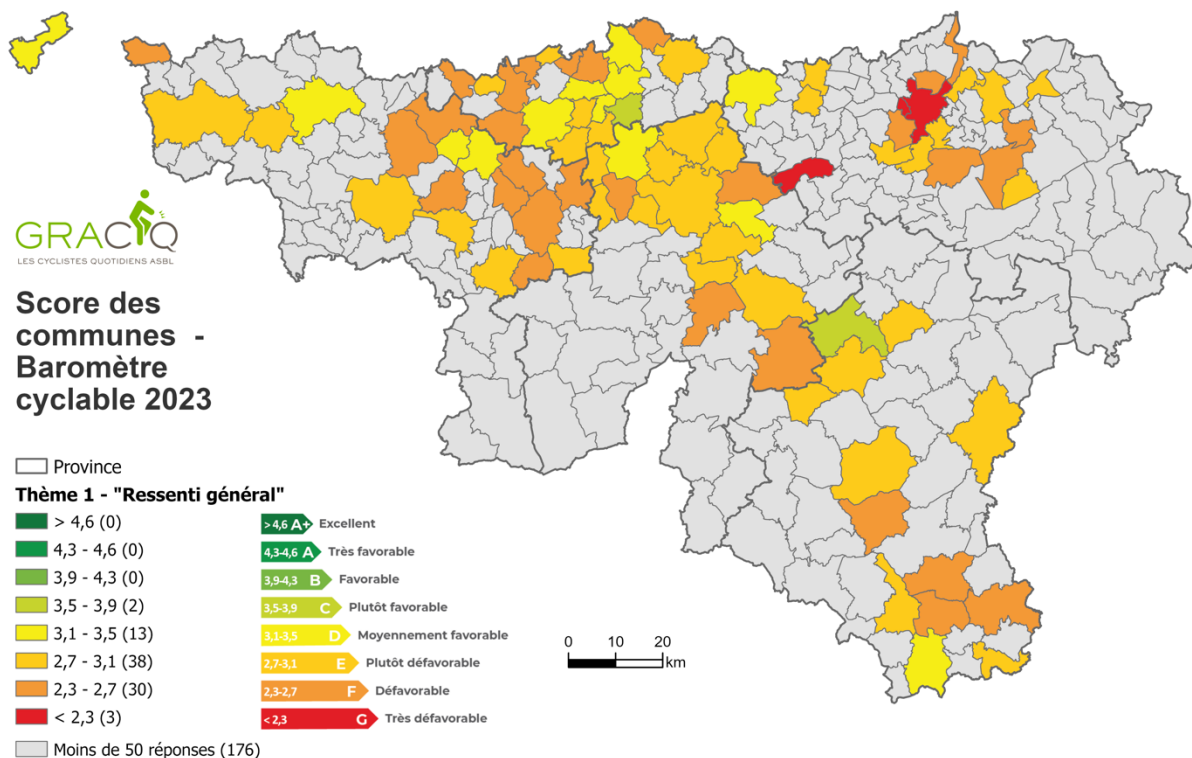 GRACQ
LES CYCLISTES QUOTIDIENS ASBL
Score des
communes -
Baromètre
cyclable 2023
Province
Thème 1 - "Ressenti général"
> 4,6 (0)
4,3 - 4,6 (0)
3,9 - 4,3 (0)
3,5 - 3,9 (2)
3,1 - 3,5 (13)
2,7 - 3,1 (38)
2,3 - 2,7 (30)
< 2,3 (3)
Moins de 50 réponses (176)
> 4,6 A+ Excellent
4,3-4,6 A Très favorable
3,9-4,3 B Favorable
3,5-3,9 C Plutôt favorable
3,1-3,5 D Moyennement favorable
2,7-3,1 E Plutôt défavorable
2,3-2,7 F Défavorable
< 2,3 G Très défavorable
0 10 20
km